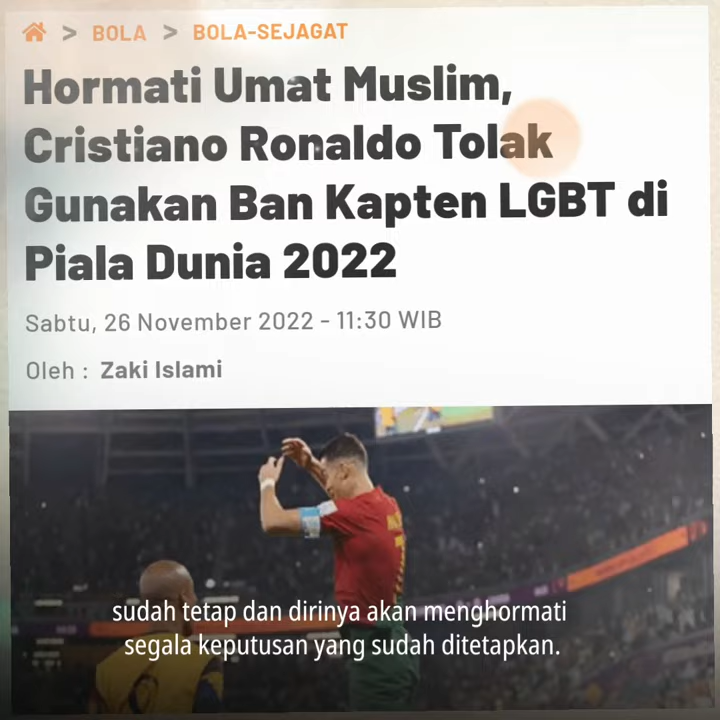 > BOLA > BOLA-SEJAGAT
Hormati Umat Muslim,
Cristiano Ronaldo Tolak
Gunakan Ban Kapten LGBT di
Piala Dunia 2022
Sabtu, 26 November 2022 - 11:30 WIB
Oleh : Zaki Islami
sudah tetap dan dirinya akan menghormati
segala keputusan yang sudah ditetapkan.